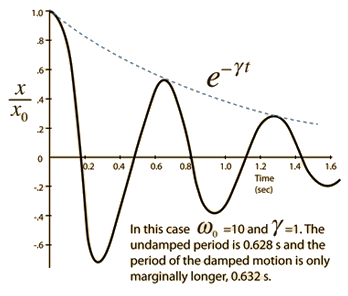 1.0
.8
.6
.4
.2
0
-.2
-.4
-.6
x
x₀
e^-γt
0.2 0.4 0.6 0.8 1.0 1.2 1.4 1.6
Time
(sec)
In this case ω₀ =10 and γ =1. The
undamped period is 0.628 s and the
period of the damped motion is only
marginally longer, 0.632 s.